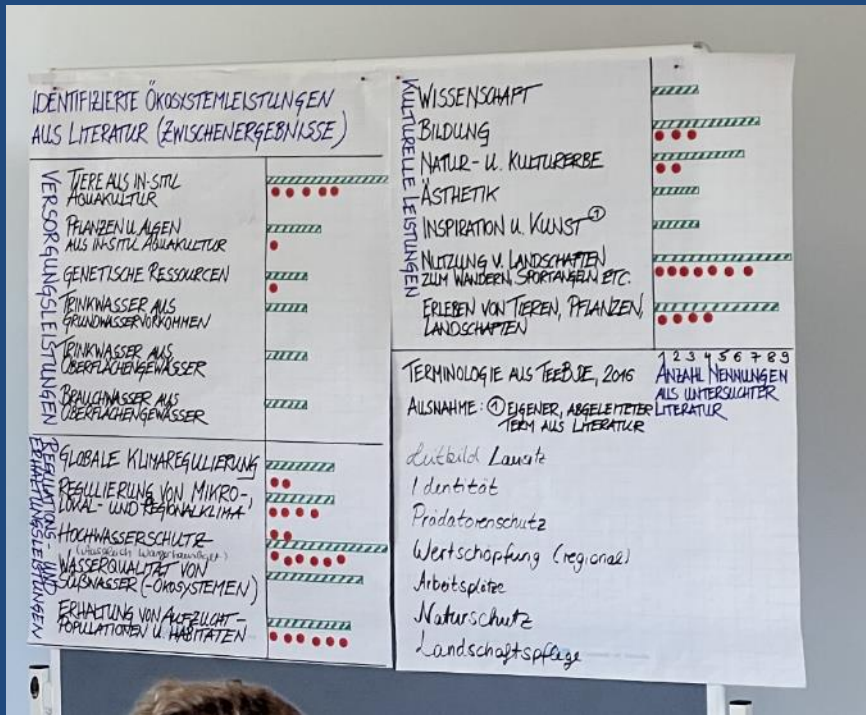 IDENTIFIZIERTE ÖKOSYSTEMLEISTUNGEN
AUS LITERATUR (ZWISCHENERGEBNISSE)
VERSORGUNGSLEISTUNGEN
TIERE AUS IN-SITU
AQUAKULTUR
PFLANZEN U. ALGEN
AUS IN-SITU AQUAKULTUR
GENETISCHE RESSOURCEN
TRINKWASSER AUS
GRUNDWASSERVORKOMMEN
TRINKWASSER AUS
OBERFLÄCHENGEWÄSSER
BRAUCHWASSER AUS
OBERFLÄCHENGEWÄSSER
REGULATIONS- UND
ERHALTUNGSLEISTUNGEN
GLOBALE KLIMAREGULIERUNG
REGULIERUNG VON MIKRO-,
LOKAL- UND REGIONALKLIMA
HOCHWASSERSCHUTZ
WASSERQUALITÄT VON
SÜẞWASSER (-ÖKOSYSTEMEN)
ERHALTUNG VON AUFZUCHT-
POPULATIONEN U. HABITATEN
KULTURELLE LEISTUNGEN
WISSENSCHAFT
BILDUNG
NATUR- U. KULTURERBE
ÄSTHETIK
INSPIRATION U. KUNST ①
NUTZUNG V. LANDSCHAFTEN
ZUM WANDERN, SPORTANGELN ETC.
ERLEBEN VON TIEREN, PFLANZEN,
LANDSCHAFTEN
1 2 3 4 5 6 7 8 9
ANZAHL NENNUNGEN
AUS UNTERSUCHTER
LITERATUR
TERMINOLOGIE AUS TEEB DE, 2016
AUSNAHME: ① EIGENER, ABGELEITETER
TERM AUS LITERATUR
Leitbild Lausitz
Identität
Prädatorenschutz
Wertschöpfung (regional)
Arbeitsplätze
Naturschutz
Landschaftspflege